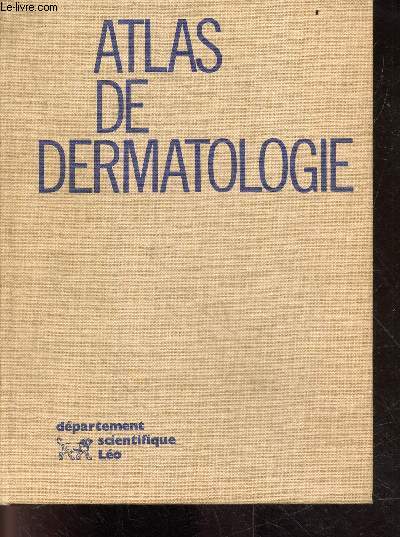 Le-livre.com
ATLAS
DE
DERMATOLOGIE
département
scientifique
Léo